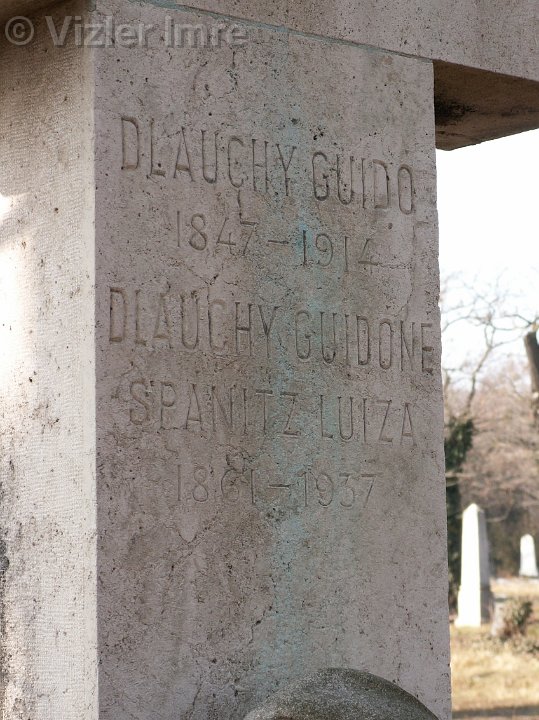 © Vizler Imre
DLAUCHY GUIDO
1847-1914
DLAUCHY GUIDONE
SPANITZ LUIZA
1861-1937